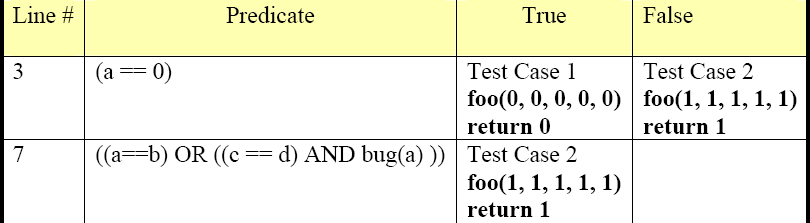 Line # Predicate True False
3 (a == 0) Test Case 1 Test Case 2
foo(0, 0, 0, 0, 0) foo(1, 1, 1, 1, 1)
return 0 return 1
7 ((a==b) OR ((c == d) AND bug(a) )) Test Case 2
foo(1, 1, 1, 1, 1)
return 1